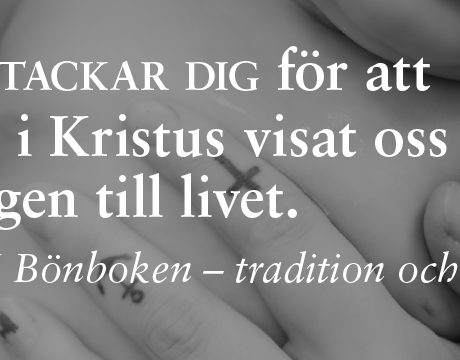 TACKAR DIG för att
i Kristus visat oss
gen till livet.
Bönboken – tradition och